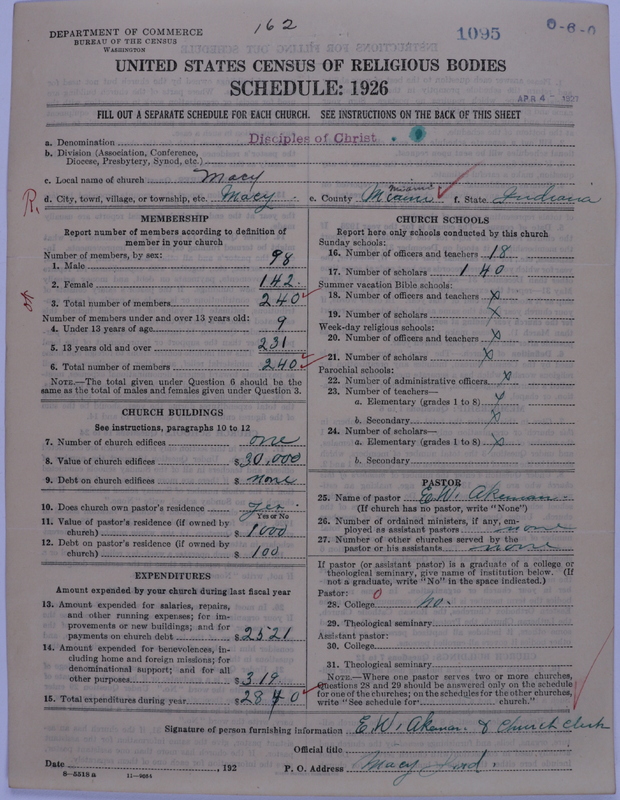 162
1095
0-8-0
DEPARTMENT OF COMMERCE
BUREAU OF THE CENSUS
WASHINGTON
UNITED STATES CENSUS OF RELIGIOUS BODIES
SCHEDULE: 1926
APR 4
FILL OUT A SEPARATE SCHEDULE FOR EACH CHURCH. SEE INSTRUCTIONS ON THE BACK OF THIS SHEET
a. Denomination Disciples of Christ
b. Division (Association, Conference,
Diocese, Presbytery, Synod, etc.)
c. Local name of church Macy
R. d. City, town, village, or township, etc. Macy e. County Miami Miami f. State Indiana
MEMBERSHIP
Report number of members according to definition of
member in your church
Number of members, by sex:
1. Male 98
2. Female 142
3. Total number of members 240
Number of members under and over 13 years old:
4. Under 13 years of age 9
5. 13 years old and over 231
6. Total number of members 240
NOTE.—The total given under Question 6 should be the
same as the total of males and females given under Question 3.
CHURCH BUILDINGS
See instructions, paragraphs 10 to 12
7. Number of church edifices one
8. Value of church edifices $30,000
9. Debt on church edifices $ none
10. Does church own pastor's residence yes
Yes or No
11. Value of pastor's residence (if owned by
church) $1000
12. Debt on pastor's residence (if owned by
church) $100
EXPENDITURES
Amount expended by your church during last fiscal year
13. Amount expended for salaries, repairs,
and other running expenses; for im-
provements or new buildings; and for
payments on church debt $2521
14. Amount expended for benevolences, in-
cluding home and foreign missions; for
denominational support; and for all
other purposes $319
15. Total expenditures during year $2840
CHURCH SCHOOLS
Report here only schools conducted by this church
Sunday schools:
16. Number of officers and teachers 18
17. Number of scholars 140
Summer vacation Bible schools:
18. Number of officers and teachers x
19. Number of scholars x
Week-day religious schools:
20. Number of officers and teachers x
21. Number of scholars x
Parochial schools:
22. Number of administrative officers x
23. Number of teachers—
a. Elementary (grades 1 to 8) x
b. Secondary x
24. Number of scholars—
a. Elementary (grades 1 to 8) x
b. Secondary
PASTOR
25. Name of pastor E. W. Akeman
(If church has no pastor, write "None")
26. Number of ordained ministers, if any, em-
ployed as assistant pastors none
27. Number of other churches served by the
pastor or his assistants none
If pastor (or assistant pastor) is a graduate of a college or
theological seminary, give name of institution below. (If
not a graduate, write "No" in the space indicated.)
Pastor: 0
28. College no.
29. Theological seminary
Assistant pastor:
30. College
31. Theological seminary
NOTE.—Where one pastor serves two or more churches,
Questions 28 and 29 should be answered only on the schedule
for one of the churches; on the schedules for the other churches,
write "See schedule for church."
Signature of person furnishing information E. W. Akeman & Church Clerk
Official title
Date , 192 P. O. Address Macy Ind.
8—5518a 11—9864